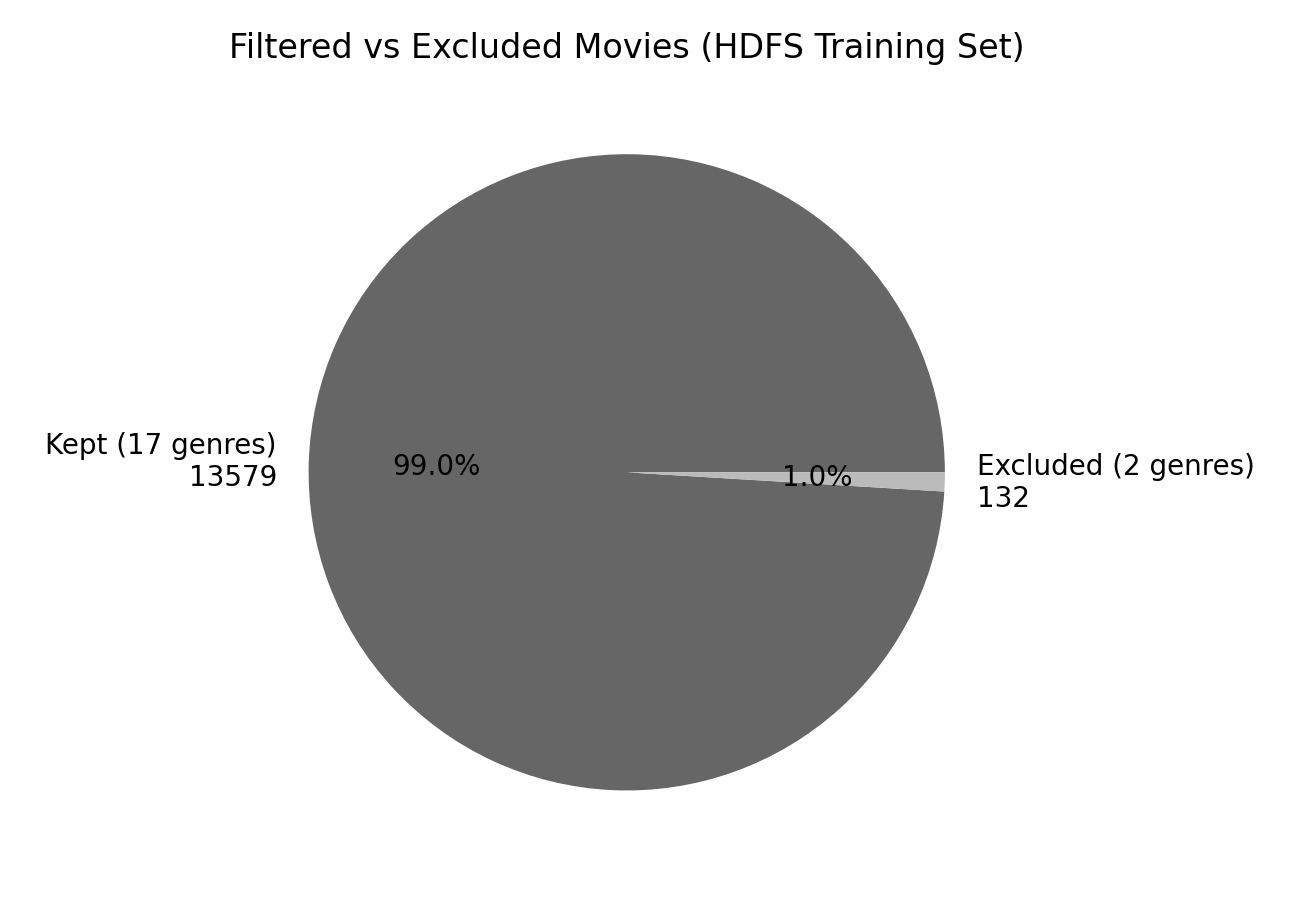 Filtered vs Excluded Movies (HDFS Training Set)
Kept (17 genres)
13579
99.0%
1.0%
Excluded (2 genres)
132